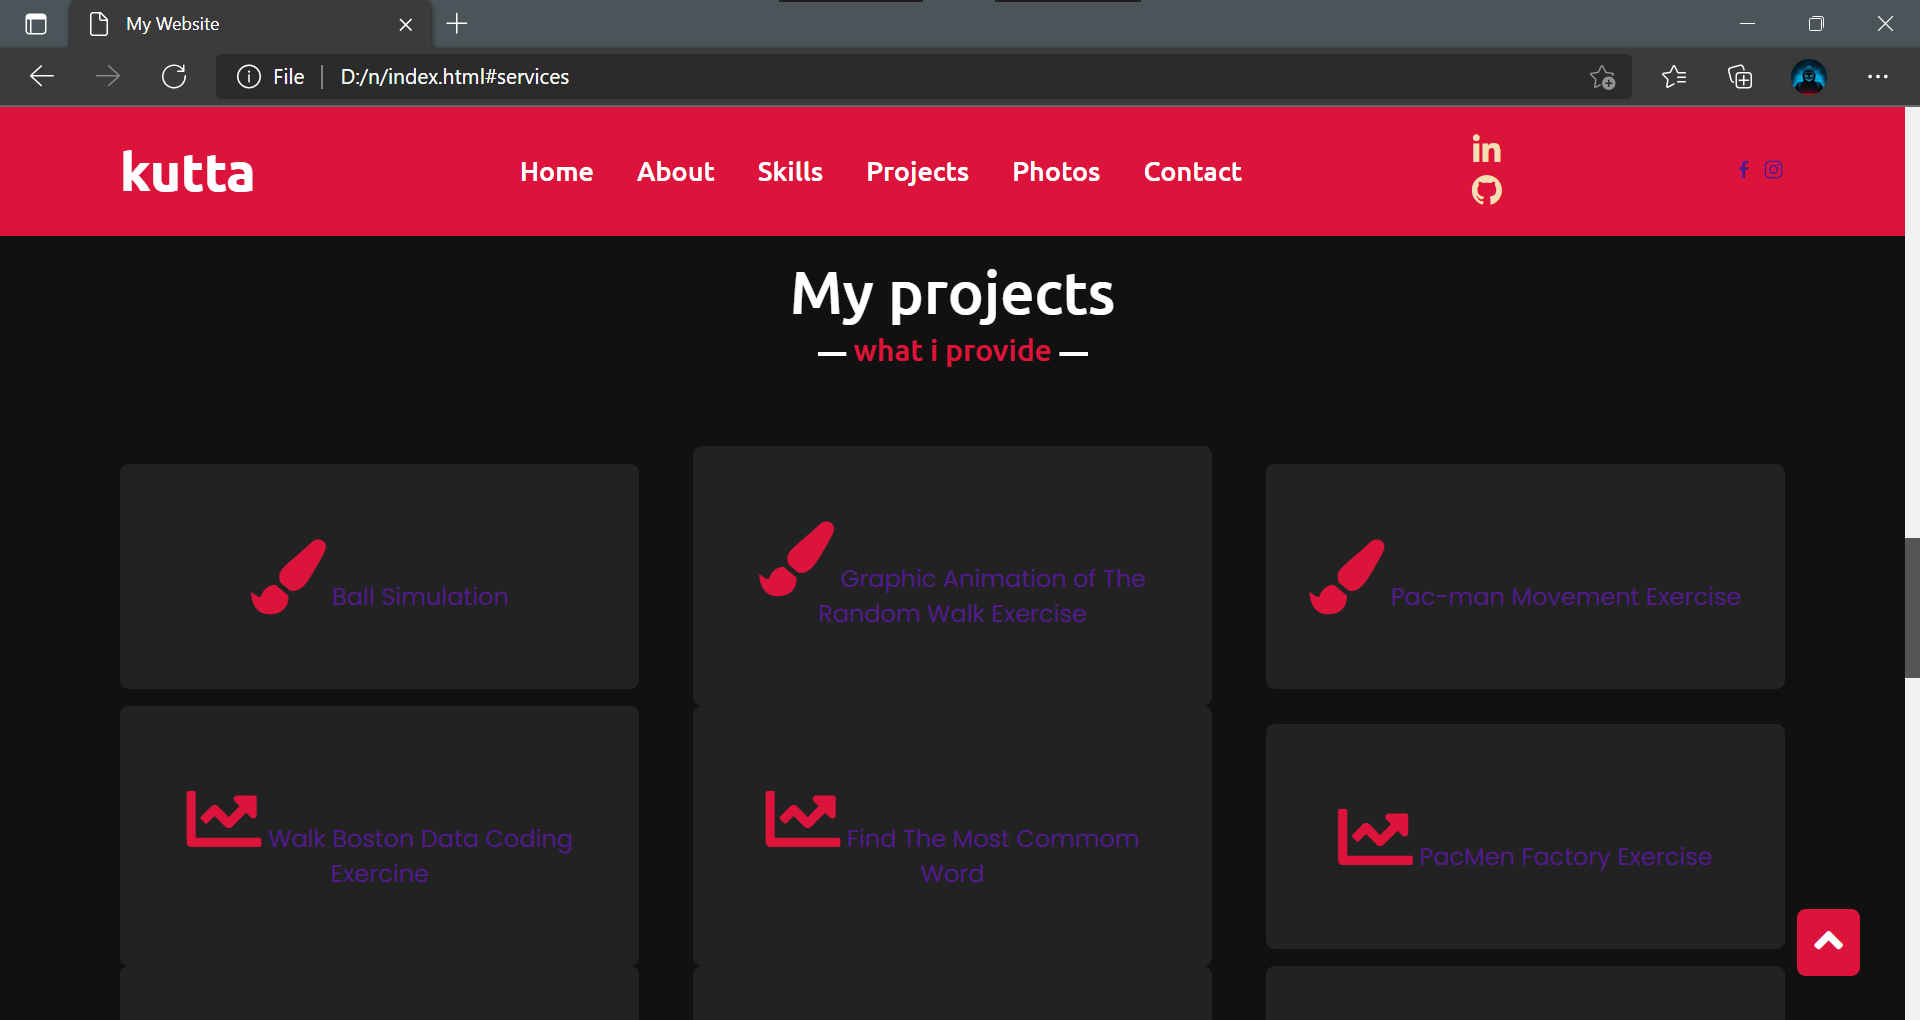 My Website
File
D:/n/index.html#services
kutta
Home
About
Skills
Projects
Photos
Contact
My projects
— what i provide —
Ball Simulation
Graphic Animation of The
Random Walk Exercise
Pac-man Movement Exercise
Walk Boston Data Coding
Exercine
Find The Most Commom
Word
PacMen Factory Exercise